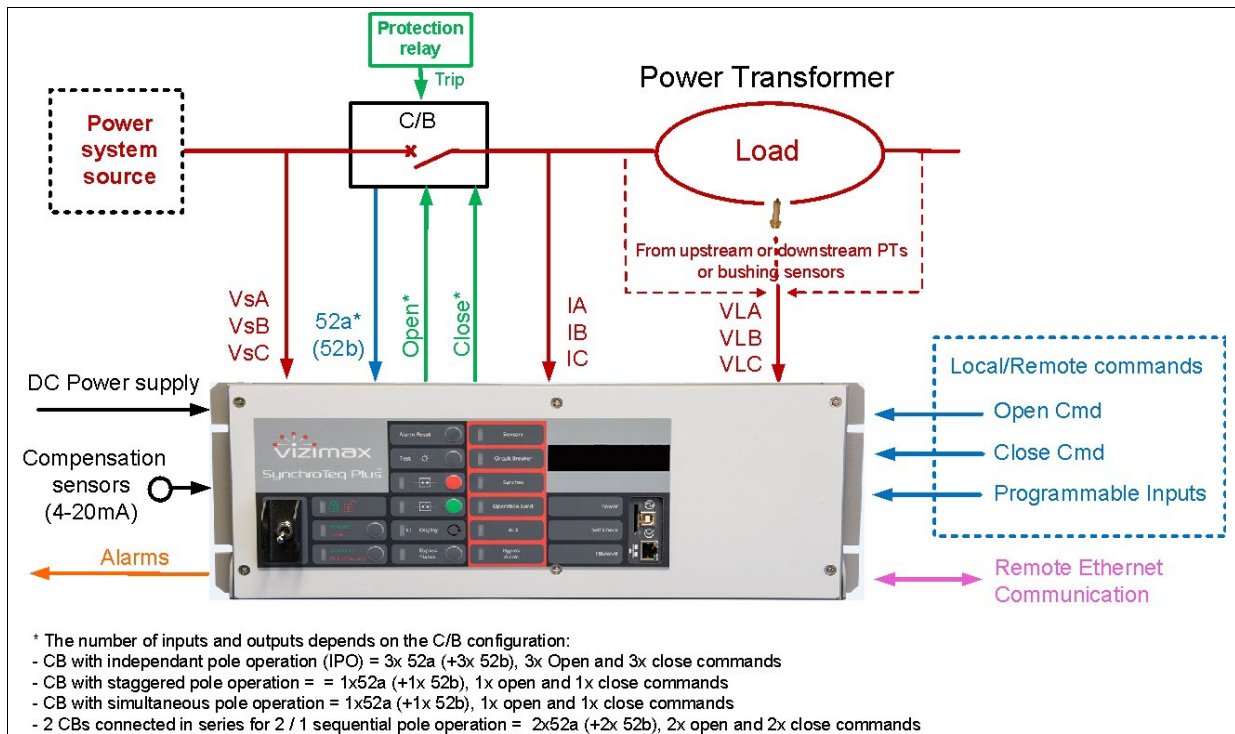 Protection
relay
Trip
Power Transformer
C/B
Power
system
source
Load
From upstream or downstream PTs
or bushing sensors
VsA
VsB
VsC
52a*
(52b)
Open*
Close*
IA
IB
IC
VLA
VLB
VLC
DC Power supply
Compensation
sensors
(4-20mA)
Alarms
Local/Remote commands
Open Cmd
Close Cmd
Programmable Inputs
Remote Ethernet
Communication
vizimax
SynchroTeq Plus
Alarm Reset
Test
Display
Bypass
Sensors
Circuit Breaker
Synchro
Operation Limit
Bypass
Alarm
Power
Self Check
Ethernet
* The number of inputs and outputs depends on the C/B configuration:
- CB with independant pole operation (IPO) = 3x 52a (+3x 52b), 3x Open and 3x close commands
- CB with staggered pole operation = = 1x52a (+1x 52b), 1x open and 1x close commands
- CB with simultaneous pole operation = 1x52a (+1x 52b), 1x open and 1x close commands
- 2 CBs connected in series for 2 / 1 sequential pole operation = 2x52a (+2x 52b), 2x open and 2x close commands